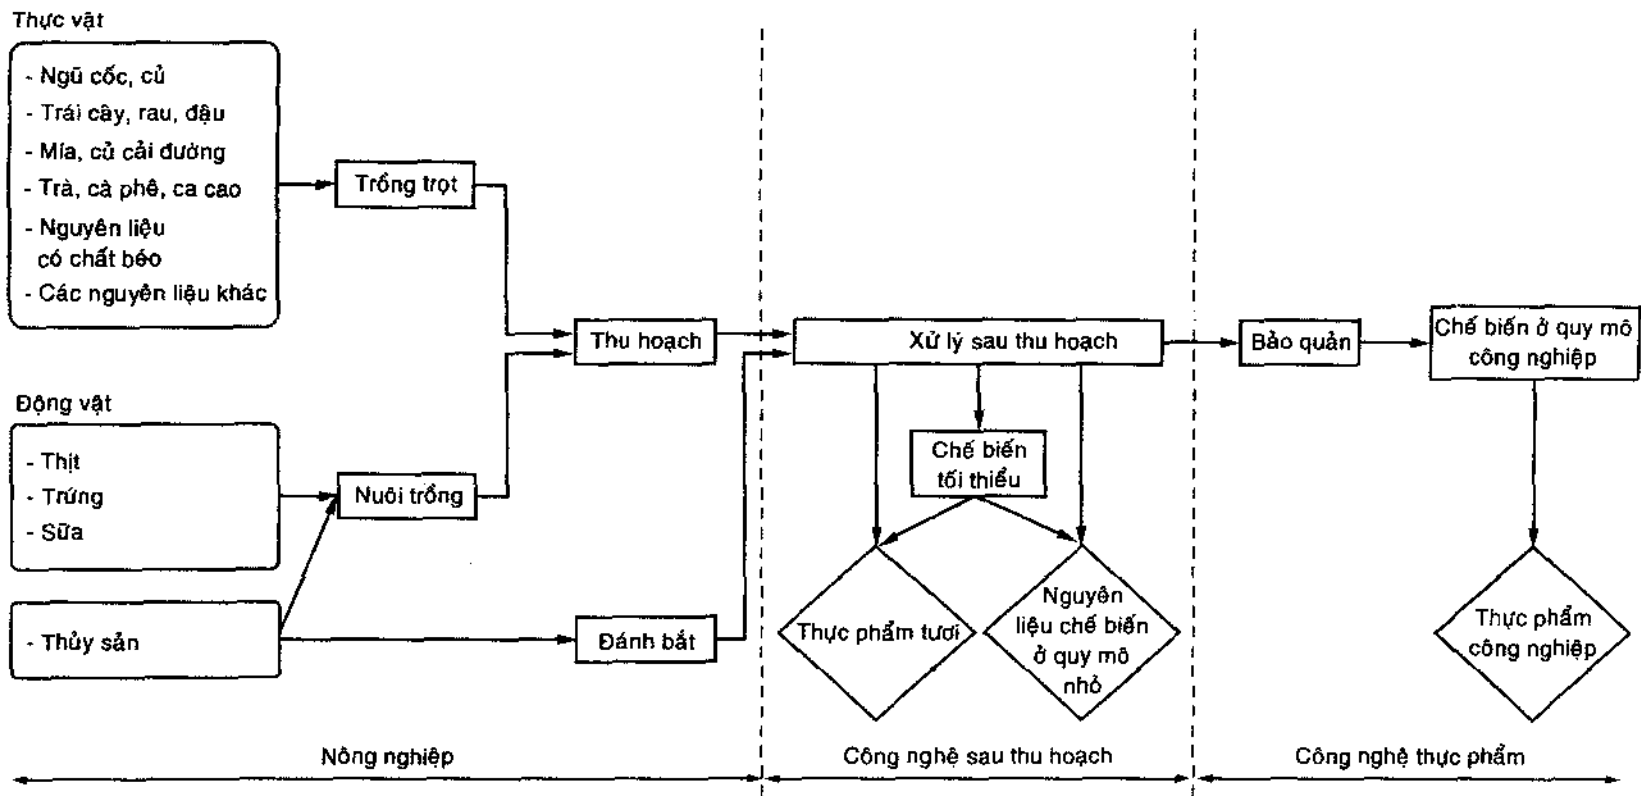 Thực vật
- Ngũ cốc, củ
- Trái cây, rau, đậu
- Mía, củ cải đường
- Trà, cà phê, ca cao
- Nguyên liệu
có chất béo
- Các nguyên liệu khác
Trồng trọt
Thu hoạch
Xử lý sau thu hoạch
Bảo quản
Chế biến ở quy mô
công nghiệp
Động vật
- Thịt
- Trứng
- Sữa
Nuôi trồng
Chế biến
tối thiểu
- Thủy sản
Đánh bắt
Thực phẩm tươi
Nguyên
liệu chế biến
ở quy mô
nhỏ
Thực phẩm
công nghiệp
Nông nghiệp
Công nghệ sau thu hoạch
Công nghệ thực phẩm